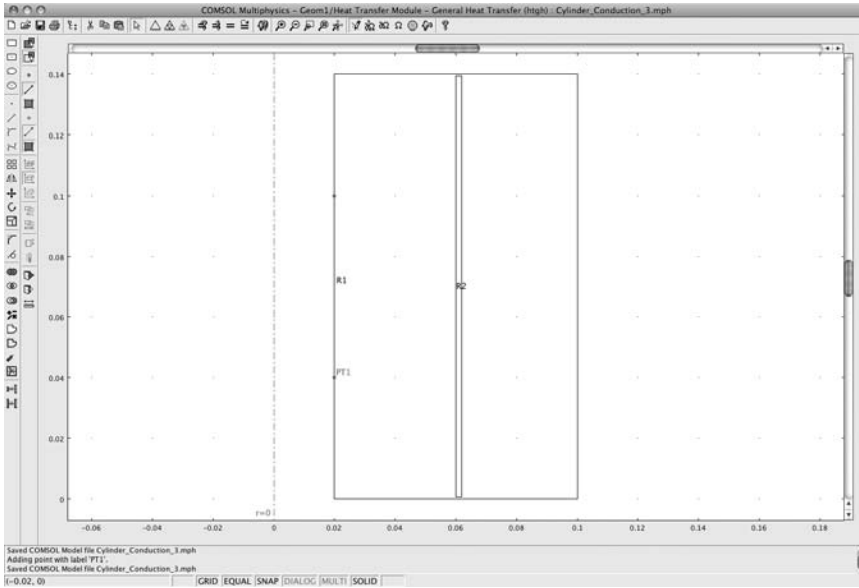 COMSOL Multiphysics - Geom1/Heat Transfer Module - General Heat Transfer (htgh) : Cylinder_Conduction_3.mph
0.14
0.12
0.1
0.08
R1
R2
0.06
PT1
0.04
0.02
0
r=0
-0.06 -0.04 -0.02 0 0.02 0.04 0.06 0.08 0.1 0.12 0.14 0.16 0.18
Saved COMSOL Model file Cylinder_Conduction_3.mph
Adding point with label 'PT1'.
Saved COMSOL Model file Cylinder_Conduction_3.mph
(-0.02, 0) GRID EQUAL SNAP DIALOG MULTI SOLID